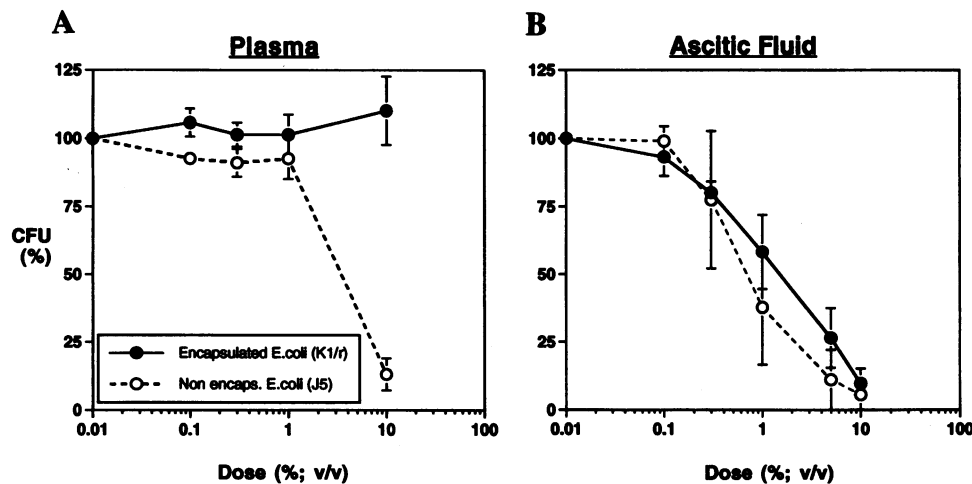 A
Plasma
125
100
75
CFU
(%)
50
25
0
Encapsulated E.coli (K1/r)
Non encaps. E.coli (J5)
0.01
0.1
1
10
100
Dose (%; v/v)
B
Ascitic Fluid
125
100
75
50
25
0
0.01
0.1
1
10
100
Dose (%; v/v)